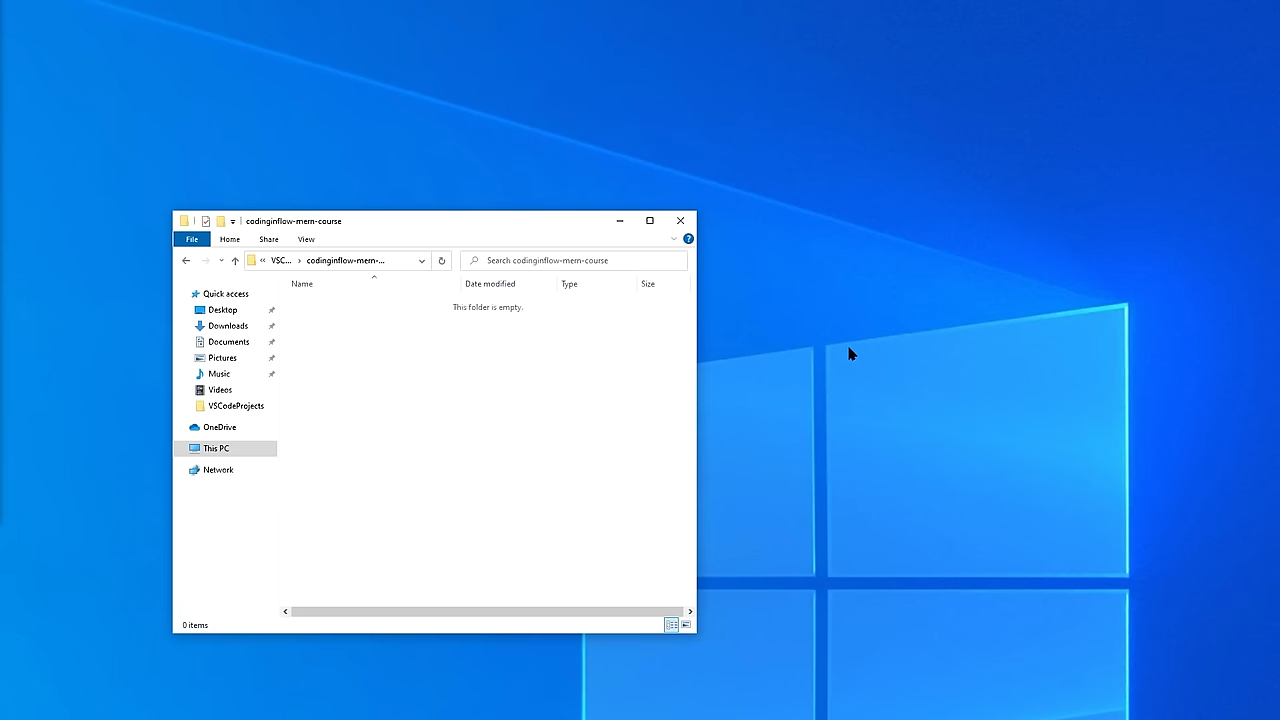 codinginflow-mern-course
File Home Share View
VSC... codinginflow-mern-... Search codinginflow-mern-course
Name Date modified Type Size
This folder is empty.
Quick access
Desktop
Downloads
Documents
Pictures
Music
Videos
VSCodeProjects
OneDrive
This PC
Network
0 items